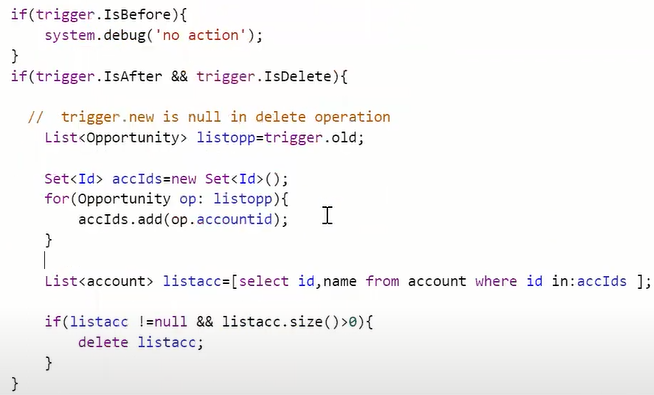 if(trigger.IsBefore){
    system.debug('no action');
}
if(trigger.IsAfter && trigger.IsDelete){
  //  trigger.new is null in delete operation
    List<Opportunity> listopp=trigger.old;
    Set<Id> accIds=new Set<Id>();
    for(Opportunity op: listopp){
        accIds.add(op.accountid);
    }
    List<account> listacc=[select id,name from account where id in:accIds ];
    if(listacc !=null && listacc.size()>0){
        delete listacc;
    }
}